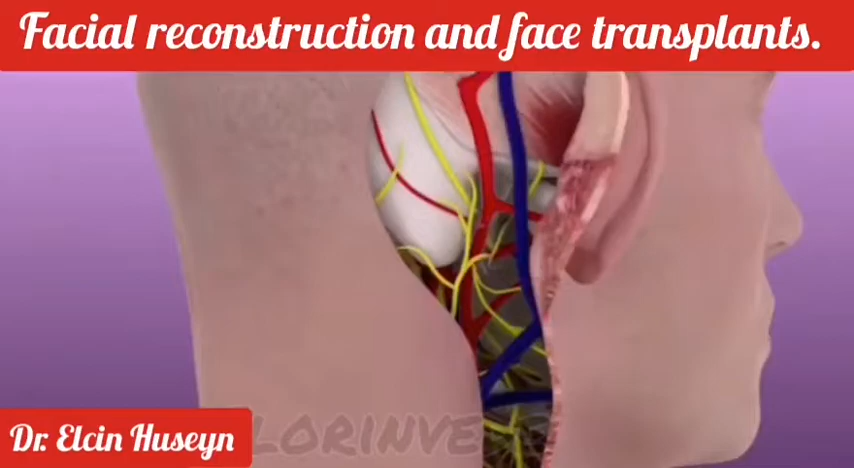 Facial reconstruction and face transplants.
Dr. Elcin Huseyn